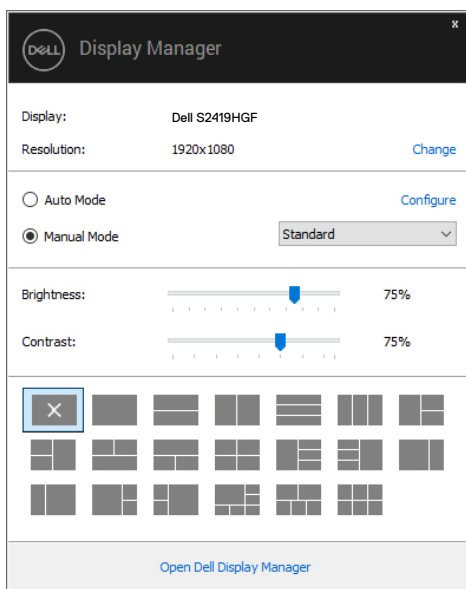 x
DELL Display Manager
Display: Dell S2419HGF
Resolution: 1920x1080 Change
Auto Mode Configure
Manual Mode Standard
Brightness: 75%
Contrast: 75%
Open Dell Display Manager